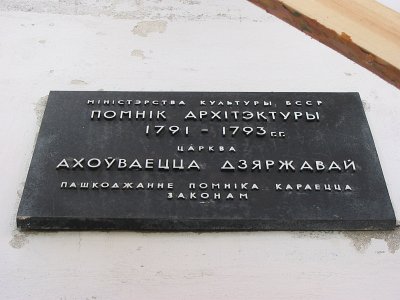 МІНІСТЭРСТВА КУЛЬТУРЫ БССР
ПОМНІК АРХІТЭКТУРЫ
1791 - 1793 г.г.
ЦАРКВА
АХОЎВАЕЦЦА ДЗЯРЖАВАЙ
ПАШКОДЖАННЕ ПОМНІКА КАРАЕЦЦА
ЗАКОНАМ